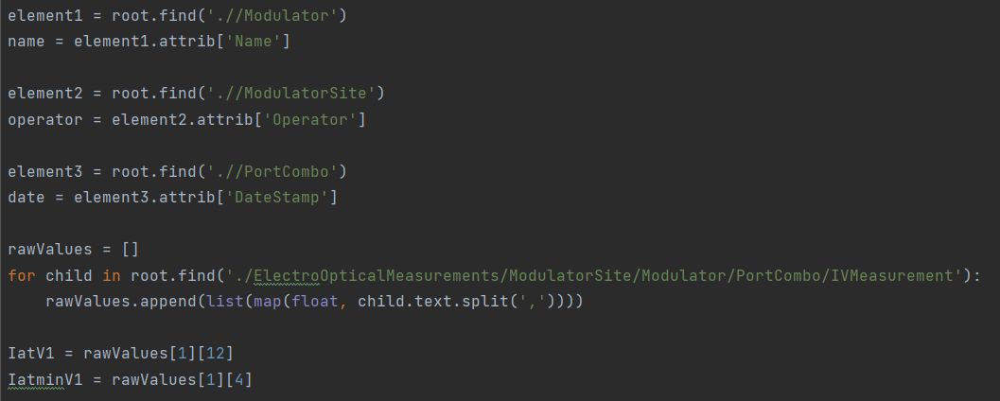 element1 = root.find('.//Modulator')
name = element1.attrib['Name']
element2 = root.find('.//ModulatorSite')
operator = element2.attrib['Operator']
element3 = root.find('.//PortCombo')
date = element3.attrib['DateStamp']
rawValues = []
for child in root.find('./ElectroOpticalMeasurements/ModulatorSite/Modulator/PortCombo/IVMeasurement'):
    rawValues.append(list(map(float, child.text.split(','))))
IatV1 = rawValues[1][12]
IatminV1 = rawValues[1][4]